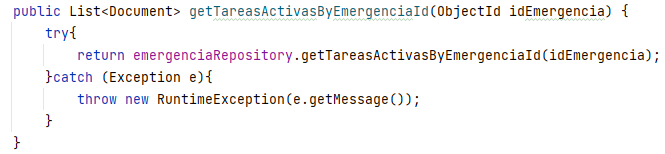 public List<Document> getTareasActivasByEmergenciaId(ObjectId idEmergencia) {
    try{
        return emergenciaRepository.getTareasActivasByEmergenciaId(idEmergencia);
    }catch (Exception e){
        throw new RuntimeException(e.getMessage());
    }
}